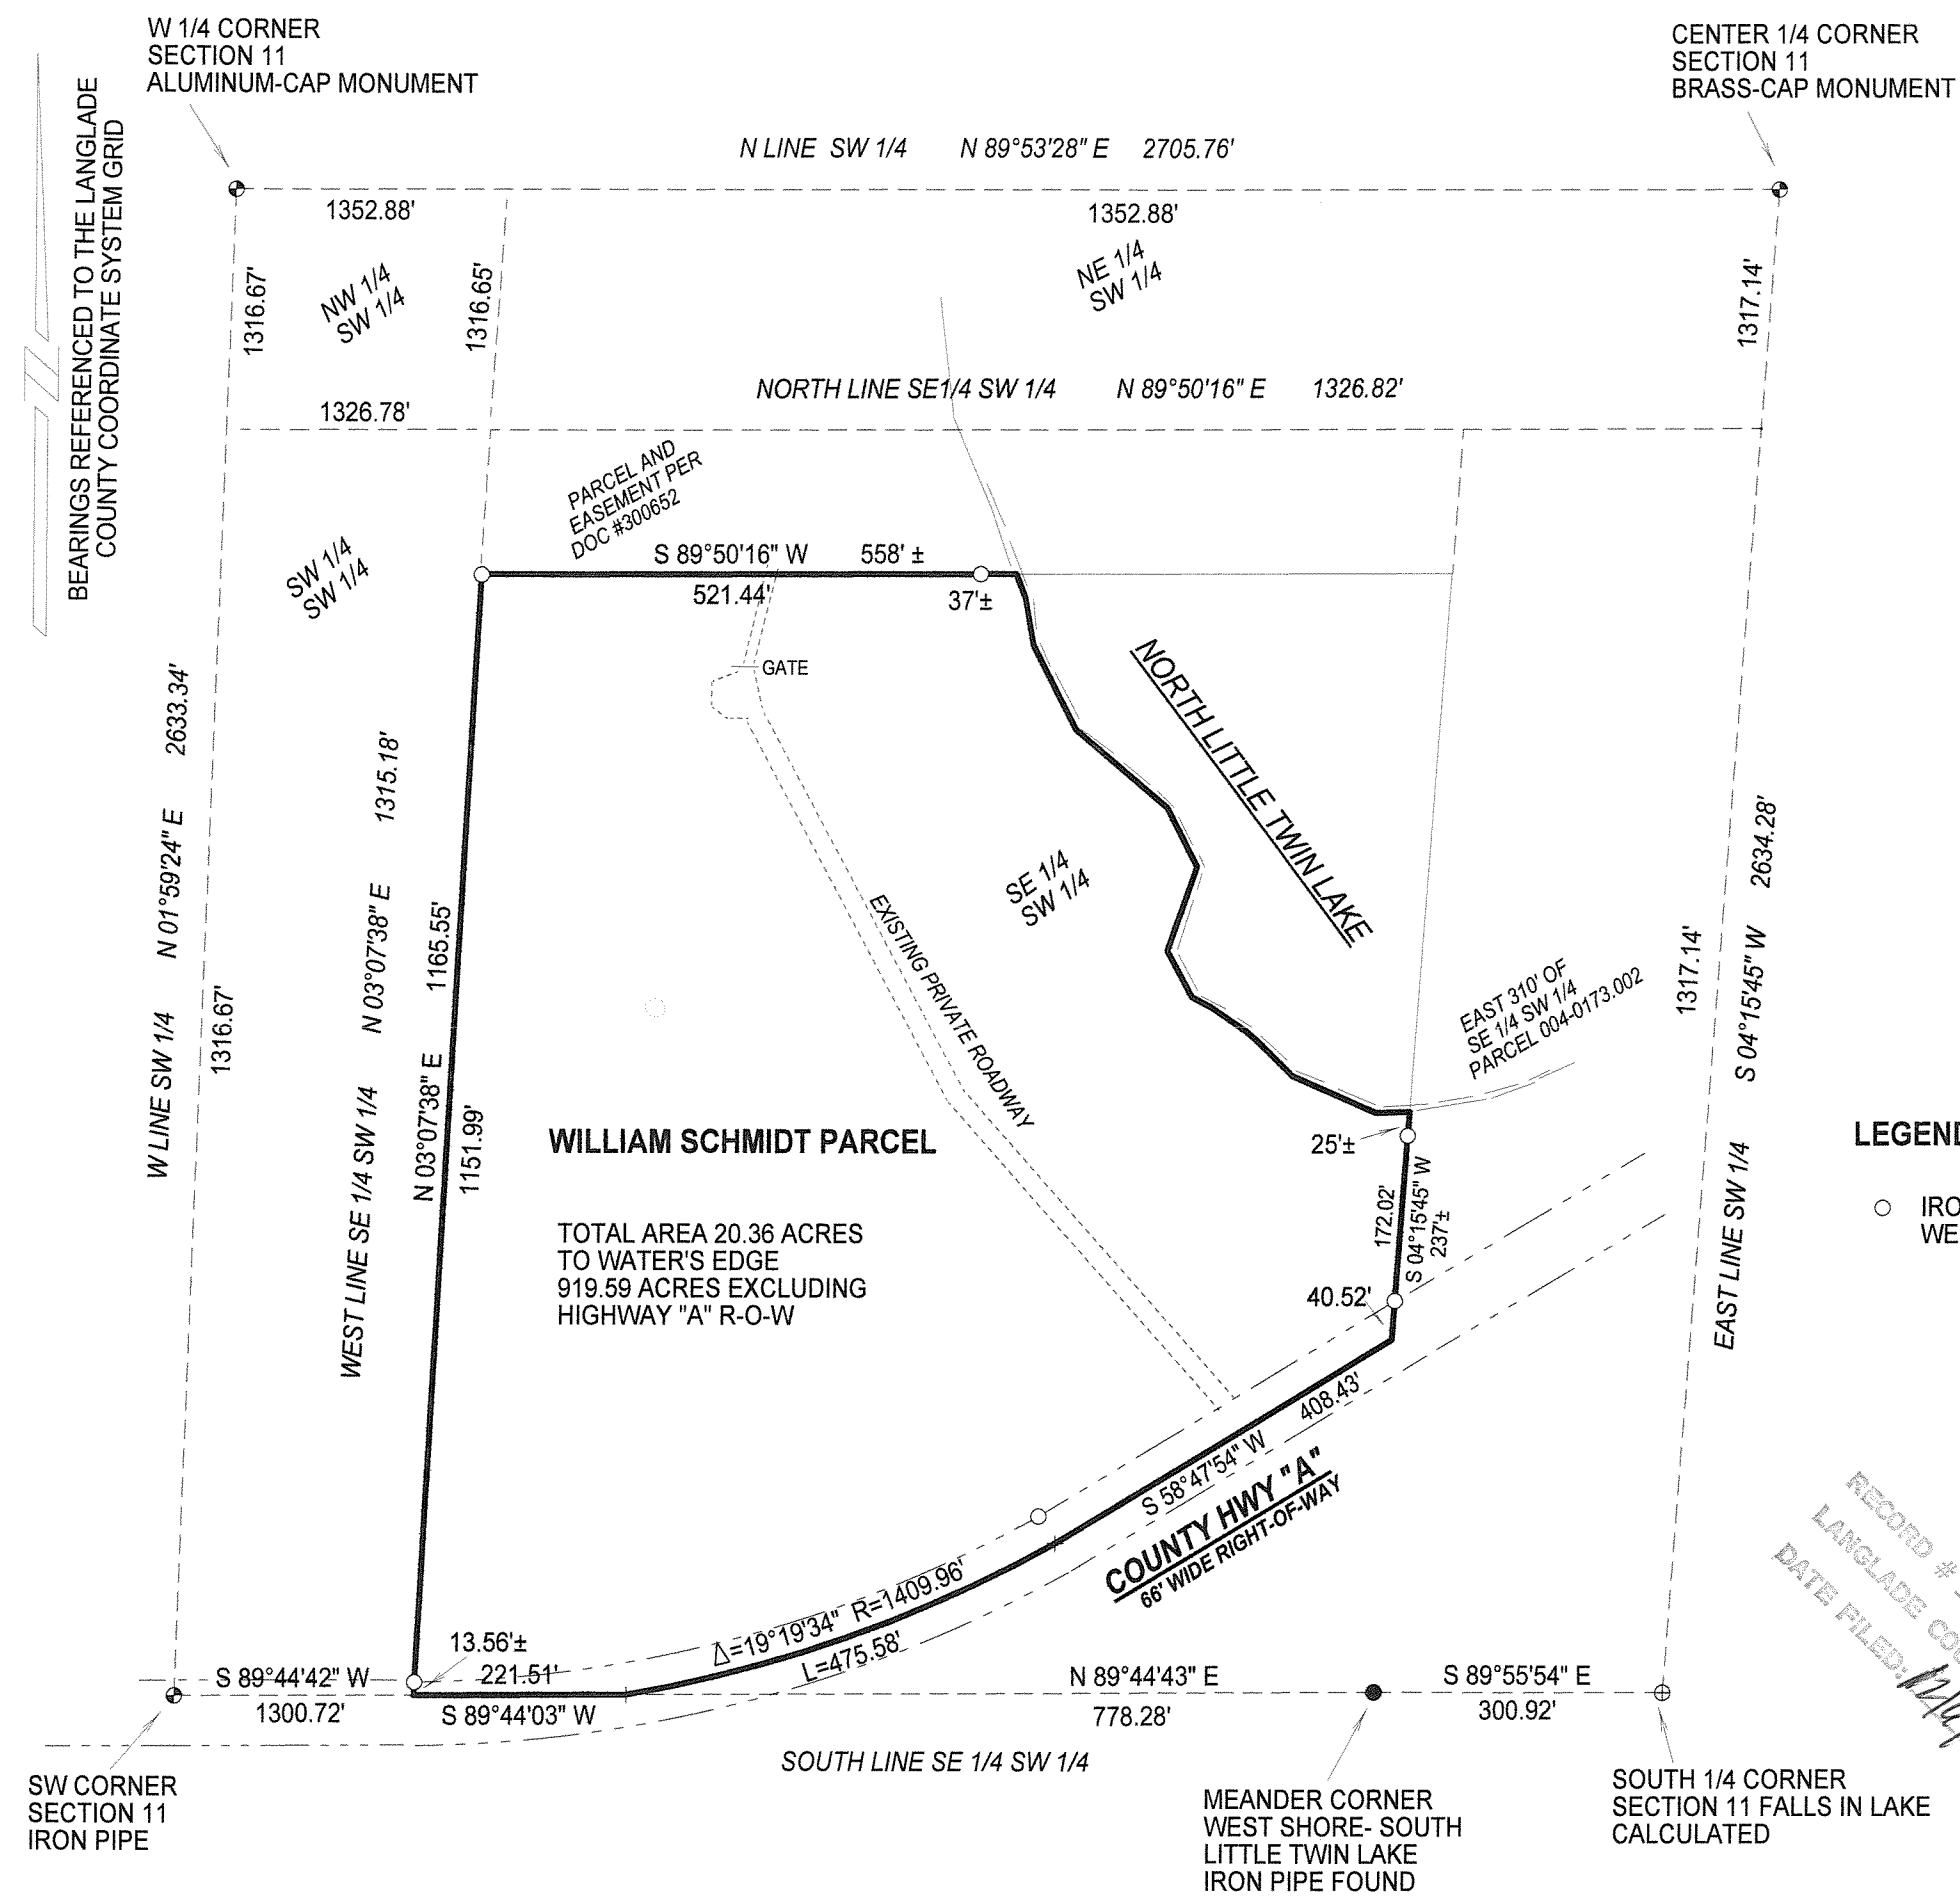 W 1/4 CORNER
SECTION 11
ALUMINUM-CAP MONUMENT
CENTER 1/4 CORNER
SECTION 11
BRASS-CAP MONUMENT
BEARINGS REFERENCED TO THE LANGLADE
COUNTY COORDINATE SYSTEM GRID
N LINE SW 1/4 N 89°53'28" E 2705.76'
1352.88'
1352.88'
1316.67'
NW 1/4
SW 1/4
1316.65'
NE 1/4
SW 1/4
1317.14'
NORTH LINE SE1/4 SW 1/4 N 89°50'16" E 1326.82'
1326.78'
PARCEL AND
EASEMENT PER
DOC #300652
SW 1/4
SW 1/4
S 89°50'16" W 558' ±
521.44'
37'±
GATE
NORTH LITTLE TWIN LAKE
W LINE SW 1/4 N 01°59'24" E 2633.34'
1316.67'
WEST LINE SE 1/4 SW 1/4 N 03°07'38" E 1315.18'
N 03°07'38" E 1165.55'
1151.99'
SE 1/4
SW 1/4
EXISTING PRIVATE ROADWAY
EAST 310' OF
SE 1/4 SW 1/4
PARCEL 004-0173.002
1317.14'
EAST LINE SW 1/4 S 04°15'45" W 2634.28'
WILLIAM SCHMIDT PARCEL
TOTAL AREA 20.36 ACRES
TO WATER'S EDGE
919.59 ACRES EXCLUDING
HIGHWAY "A" R-O-W
25'±
172.02'
S 04°15'45" W
237'±
40.52'
LEGEND
IRO
WE
408.43'
S 58°47'54" W
COUNTY HWY "A"
66' WIDE RIGHT-OF-WAY
Δ=19°19'34" R=1409.96'
L=475.58'
13.56'±
221.51'
S 89°44'42" W
1300.72'
S 89°44'03" W
N 89°44'43" E
778.28'
S 89°55'54" E
300.92'
SOUTH LINE SE 1/4 SW 1/4
SW CORNER
SECTION 11
IRON PIPE
MEANDER CORNER
WEST SHORE- SOUTH
LITTLE TWIN LAKE
IRON PIPE FOUND
SOUTH 1/4 CORNER
SECTION 11 FALLS IN LAKE
CALCULATED
RECORD #
LANGLADE COU
DATE FILED: